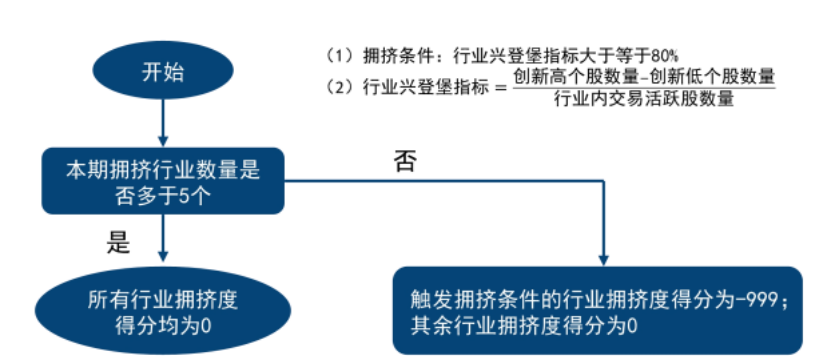 (1) 拥挤条件：行业兴登堡指标大于等于80%
(2) 行业兴登堡指标 = 创新高个股数量-创新低个股数量
行业内交易活跃股数量
开始
本期拥挤行业数量是
否多于5个
否
是
所有行业拥挤度
得分均为0
触发拥挤条件的行业拥挤度得分为-999；
其余行业拥挤度得分为0